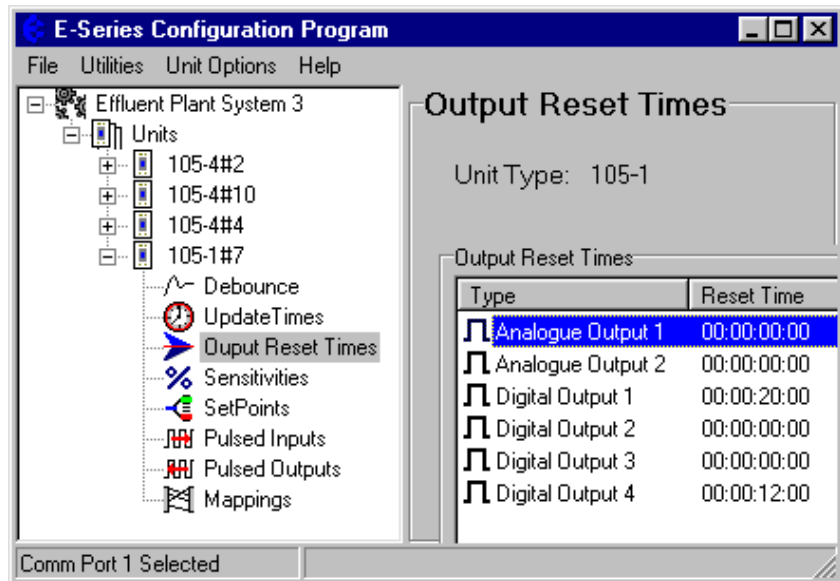 E-Series Configuration Program
File Utilities Unit Options Help
Effluent Plant System 3
Units
105-4#2
105-4#10
105-4#4
105-1#7
Debounce
UpdateTimes
Ouput Reset Times
Sensitivities
SetPoints
Pulsed Inputs
Pulsed Outputs
Mappings
Output Reset Times
Unit Type: 105-1
Output Reset Times
Type Reset Time
Analogue Output 1 00:00:00:00
Analogue Output 2 00:00:00:00
Digital Output 1 00:00:20:00
Digital Output 2 00:00:00:00
Digital Output 3 00:00:00:00
Digital Output 4 00:00:12:00
Comm Port 1 Selected